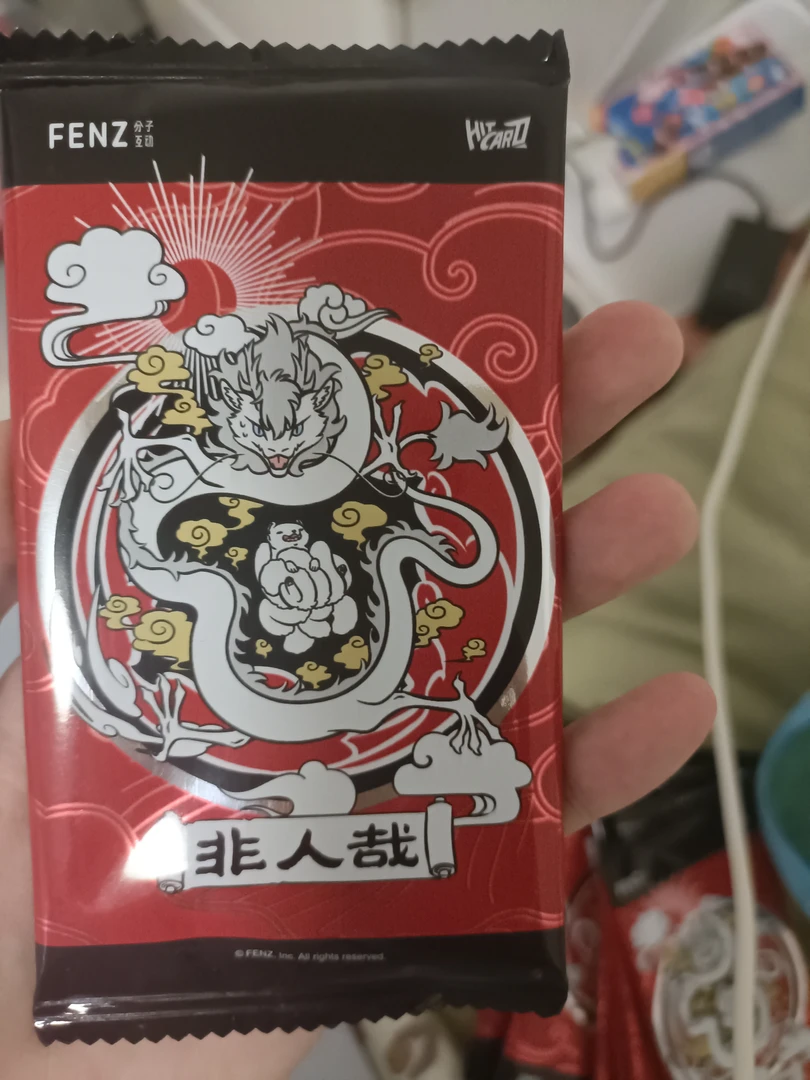 FENZ 分子互动
HIT CARD
非人哉
© FENZ. Inc. All rights reserved.